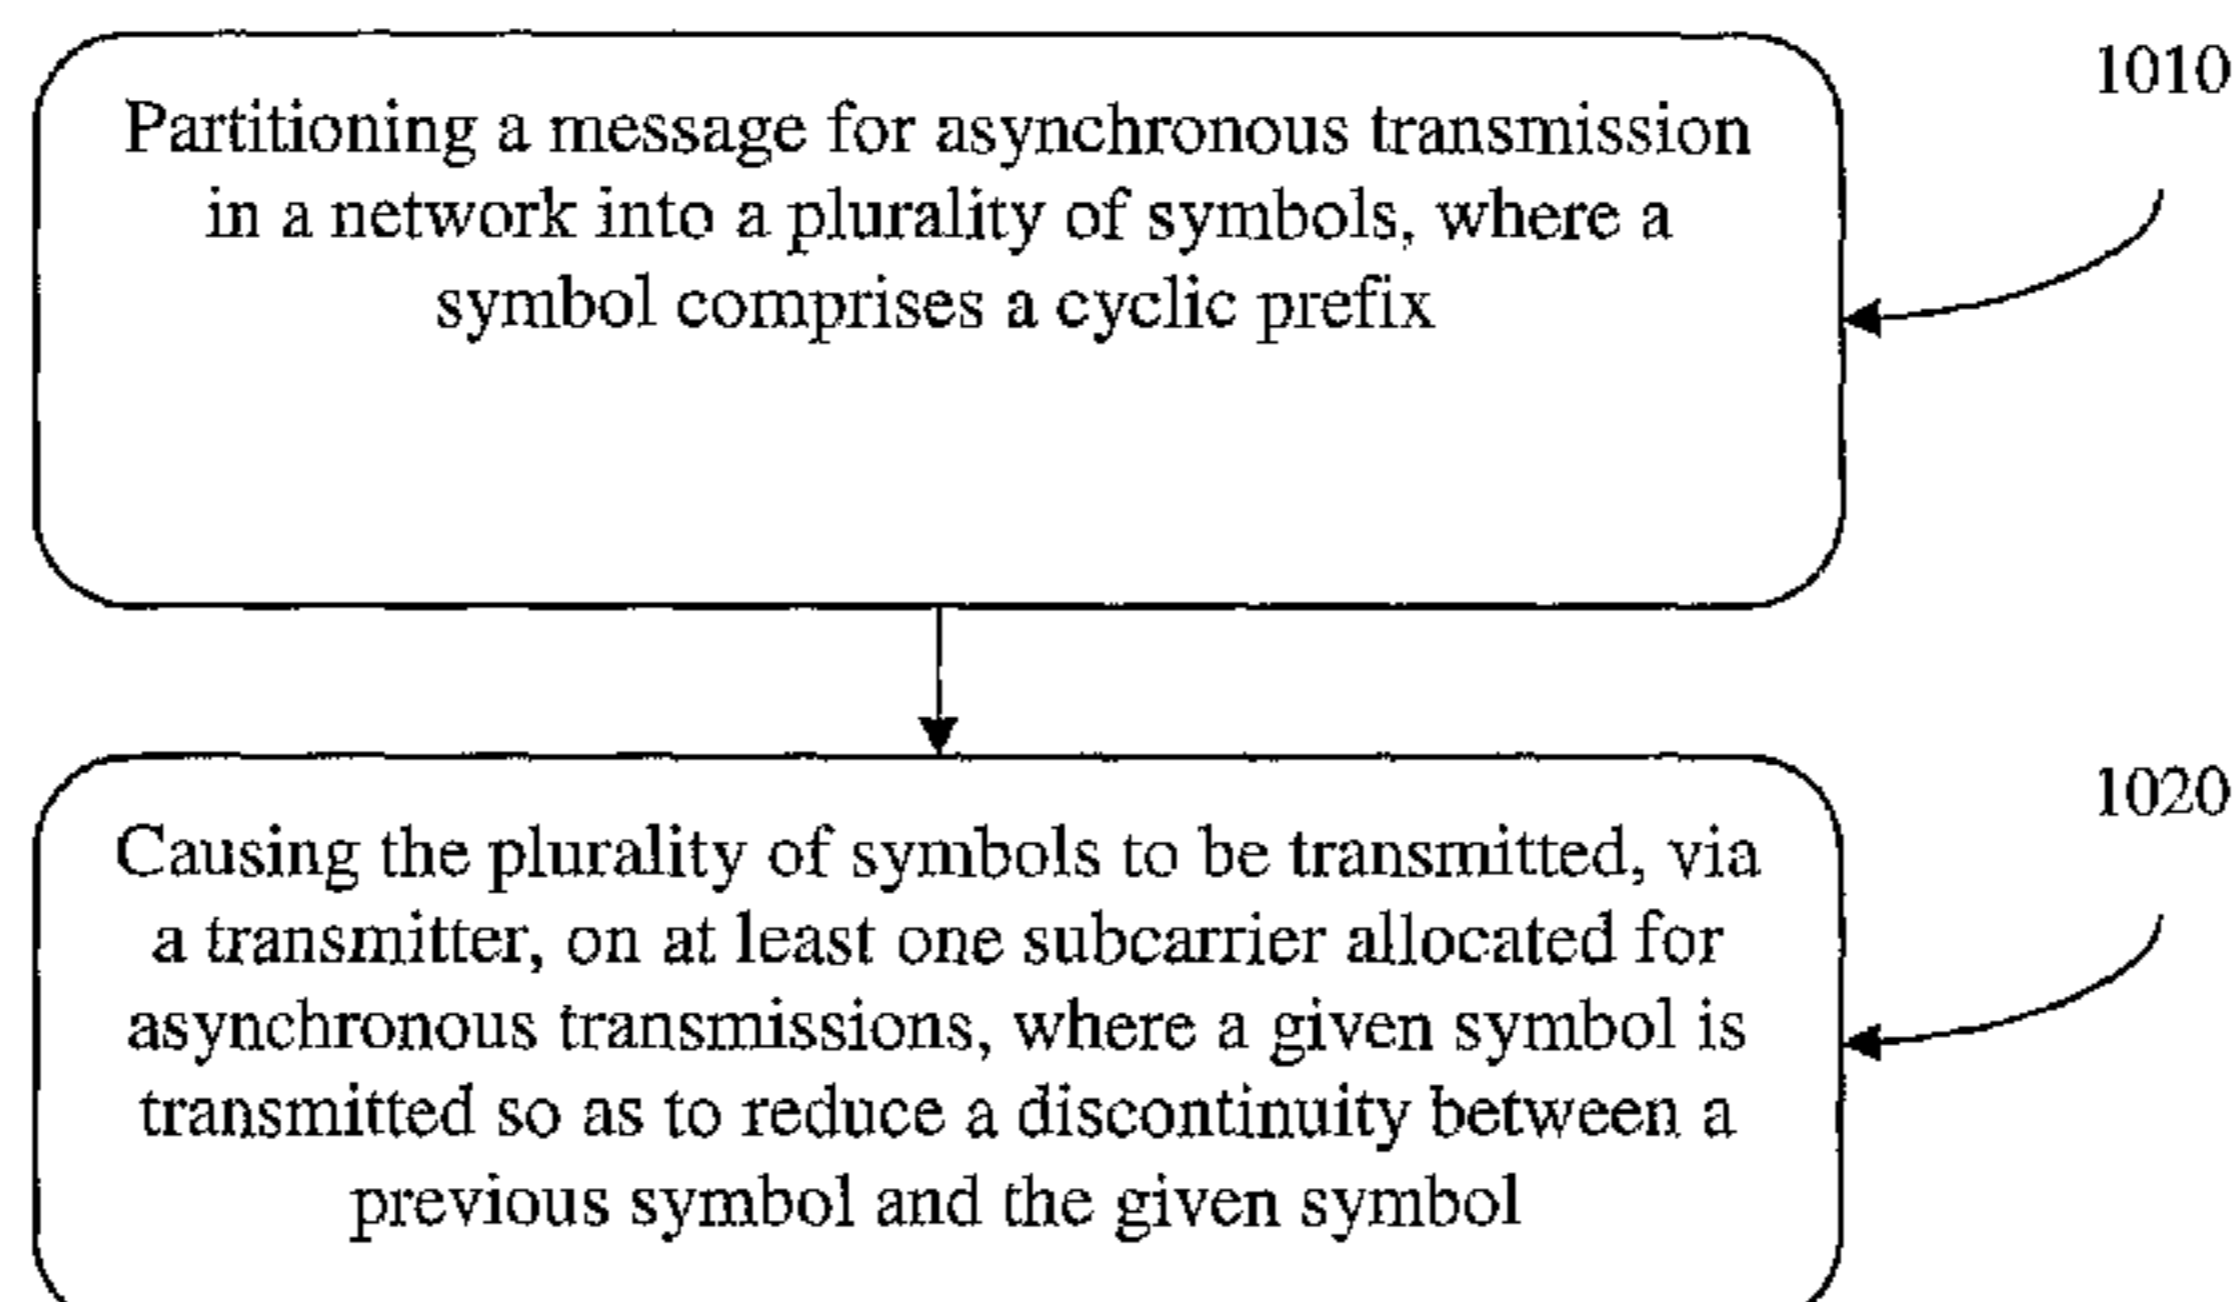 1010
Partitioning a message for asynchronous transmission
in a network into a plurality of symbols, where a
symbol comprises a cyclic prefix
1020
Causing the plurality of symbols to be transmitted, via
a transmitter, on at least one subcarrier allocated for
asynchronous transmissions, where a given symbol is
transmitted so as to reduce a discontinuity between a
previous symbol and the given symbol